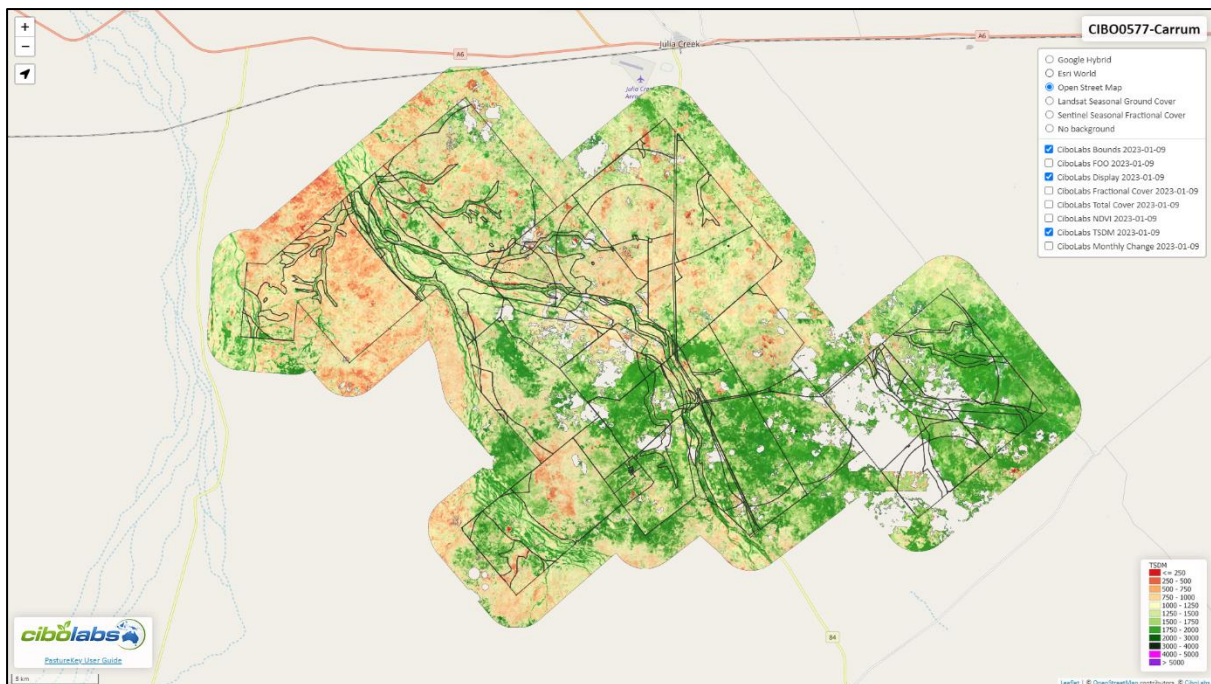 +
−
CIBO0577-Carrum
A6
Julia Creek
A6
Google Hybrid
Esri World
Open Street Map
Landsat Seasonal Ground Cover
Sentinel Seasonal Fractional Cover
No background
CiboLabs Bounds 2023-01-09
CiboLabs FOO 2023-01-09
CiboLabs Display 2023-01-09
CiboLabs Fractional Cover 2023-01-09
CiboLabs Total Cover 2023-01-09
CiboLabs NDVI 2023-01-09
CiboLabs TSDM 2023-01-09
CiboLabs Monthly Change 2023-01-09
TSDM
<= 250
250 - 500
500 - 750
750 - 1000
1000 - 1250
1250 - 1500
1500 - 1750
1750 - 2000
2000 - 3000
3000 - 4000
4000 - 5000
> 5000
cibolabs
PastureKey User Guide
84
8 km
Leaflet | © OpenStreetMap contributors, © CiboLabs